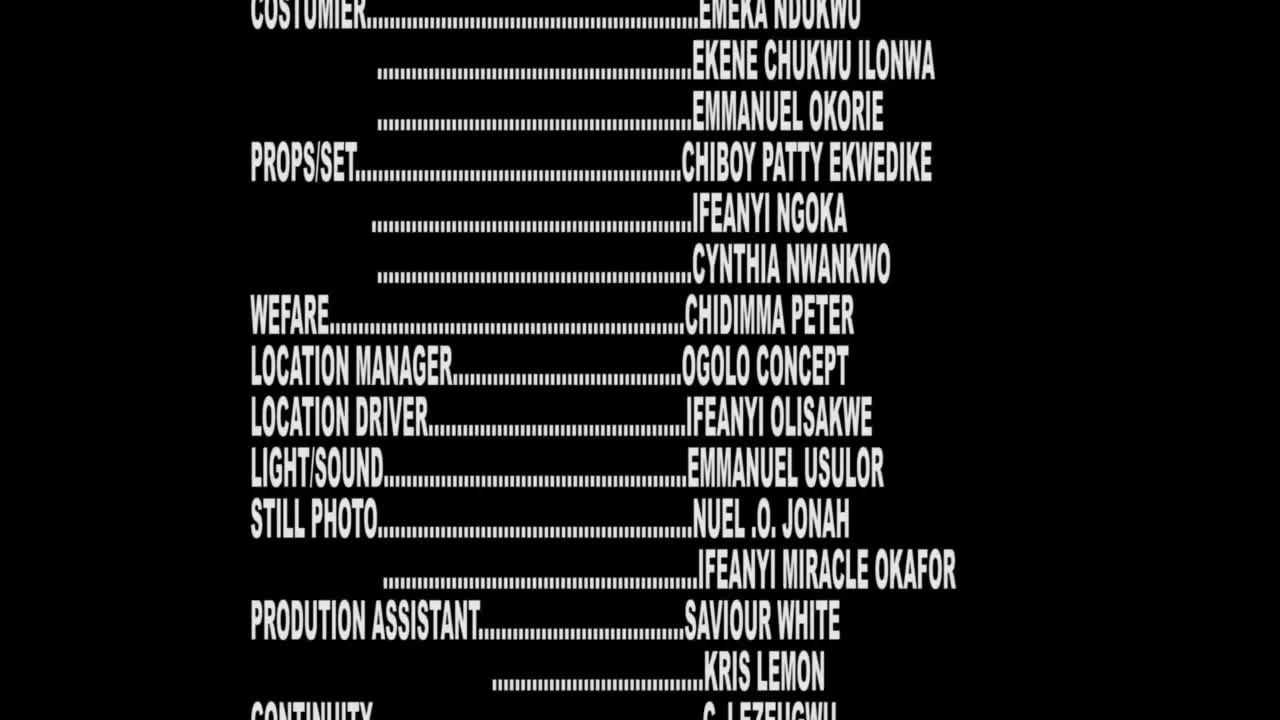 COSTUMIER.......................................................EMEKA NDUKWU
.......................................................EKENE CHUKWU ILONWA
.......................................................EMMANUEL OKORIE
PROPS/SET.........................................................CHIBOY PATTY EKWEDIKE
........................................................IFEANYI NGOKA
.......................................................CYNTHIA NWANKWO
WEFARE..............................................................CHIDIMMA PETER
LOCATION MANAGER........................................OGOLO CONCEPT
LOCATION DRIVER.............................................IFEANYI OLISAKWE
LIGHT/SOUND.....................................................EMMANUEL USULOR
STILL PHOTO.......................................................NUEL .O. JONAH
.......................................................IFEANYI MIRACLE OKAFOR
PRODUTION ASSISTANT....................................SAVIOUR WHITE
.....................................KRIS LEMON
CONTINUITY